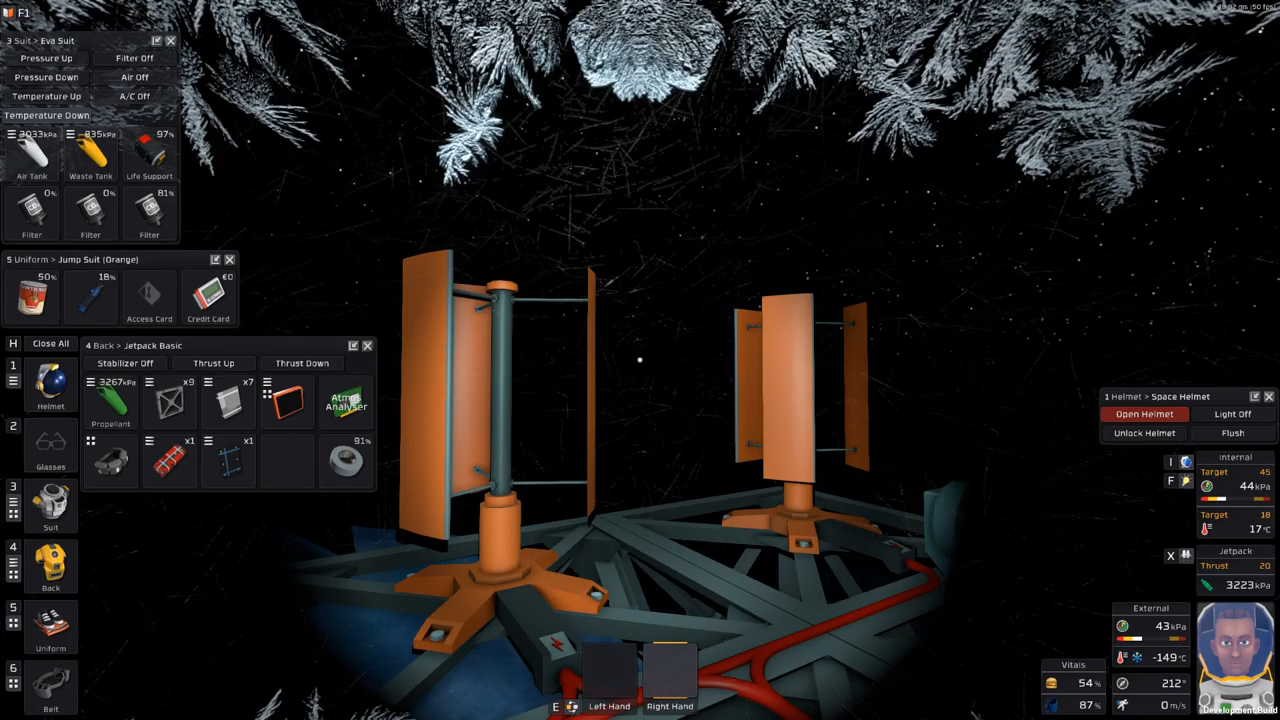 F1
3 Suit > Eva Suit
Pressure Up
Filter Off
Pressure Down
Air Off
Temperature Up
A/C Off
Temperature Down
3033kPa
835kPa
97%
Air Tank
Waste Tank
Life Support
0%
0%
81%
Filter
Filter
Filter
5 Uniform > Jump Suit (Orange)
50%
18%
€0
Access Card
Credit Card
H
Close All
4 Back > Jetpack Basic
Stabilizer Off
Thrust Up
Thrust Down
3267kPa
x9
x7
Propellant
Atmos
Analyser
x1
x1
91%
1
Helmet
2
Glasses
3
Suit
4
Back
5
Uniform
6
Belt
1 Helmet > Space Helmet
Open Helmet
Light Off
Unlock Helmet
Flush
I
F
Internal
Target 45
44kPa
Target 18
17°C
X
Jetpack
Thrust 20
3223kPa
External
43kPa
-149°C
212°
0m/s
Vitals
54%
87%
E
Left Hand
Right Hand
Development Build